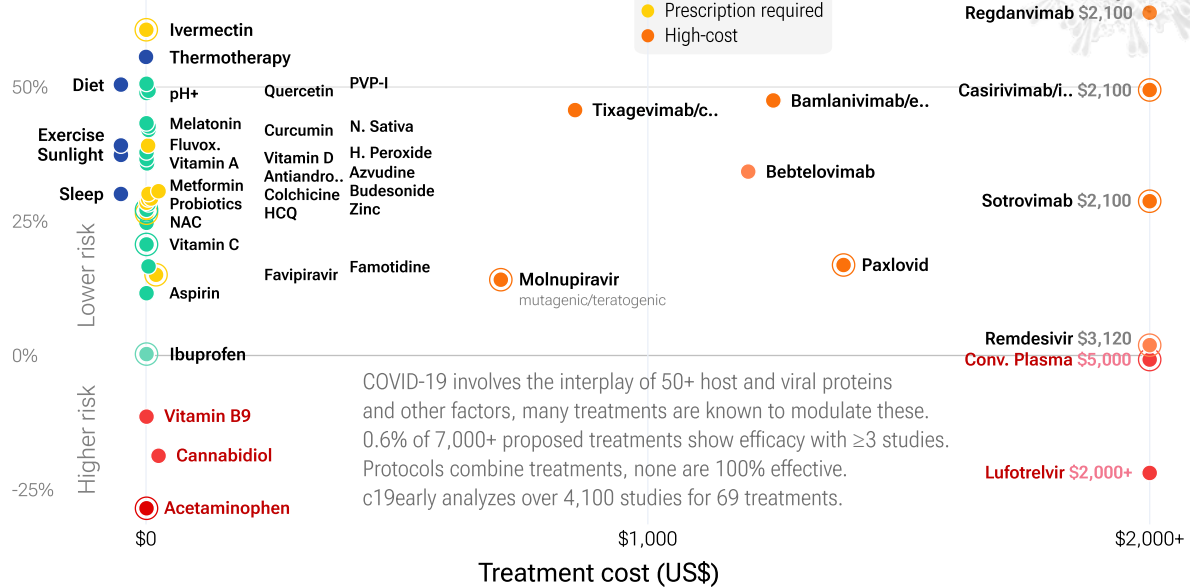 Prescription required
High-cost
Regdanvimab $2,100
Ivermectin
Thermotherapy
50%
Diet
pH+
Quercetin
PVP-I
Casirivimab/i.. $2,100
Tixagevimab/c..
Bamlanivimab/e..
Melatonin
Curcumin
N. Sativa
Exercise
Fluvox.
Sunlight
Vitamin A
Vitamin D
H. Peroxide
Antiandro..
Azvudine
Bebtelovimab
Sleep
Metformin
Colchicine
Budesonide
Probiotics
HCQ
Zinc
Sotrovimab $2,100
25%
NAC
Vitamin C
Lower risk
Favipiravir
Famotidine
Molnupiravir
mutagenic/teratogenic
Paxlovid
Aspirin
Remdesivir $3,120
0%
Ibuprofen
Conv. Plasma $5,000
COVID-19 involves the interplay of 50+ host and viral proteins
and other factors, many treatments are known to modulate these.
0.6% of 7,000+ proposed treatments show efficacy with ≥3 studies.
Protocols combine treatments, none are 100% effective.
c19early analyzes over 4,100 studies for 69 treatments.
Higher risk
Vitamin B9
Cannabidiol
Lufotrelvir $2,000+
-25%
Acetaminophen
$0
$1,000
$2,000+
Treatment cost (US$)